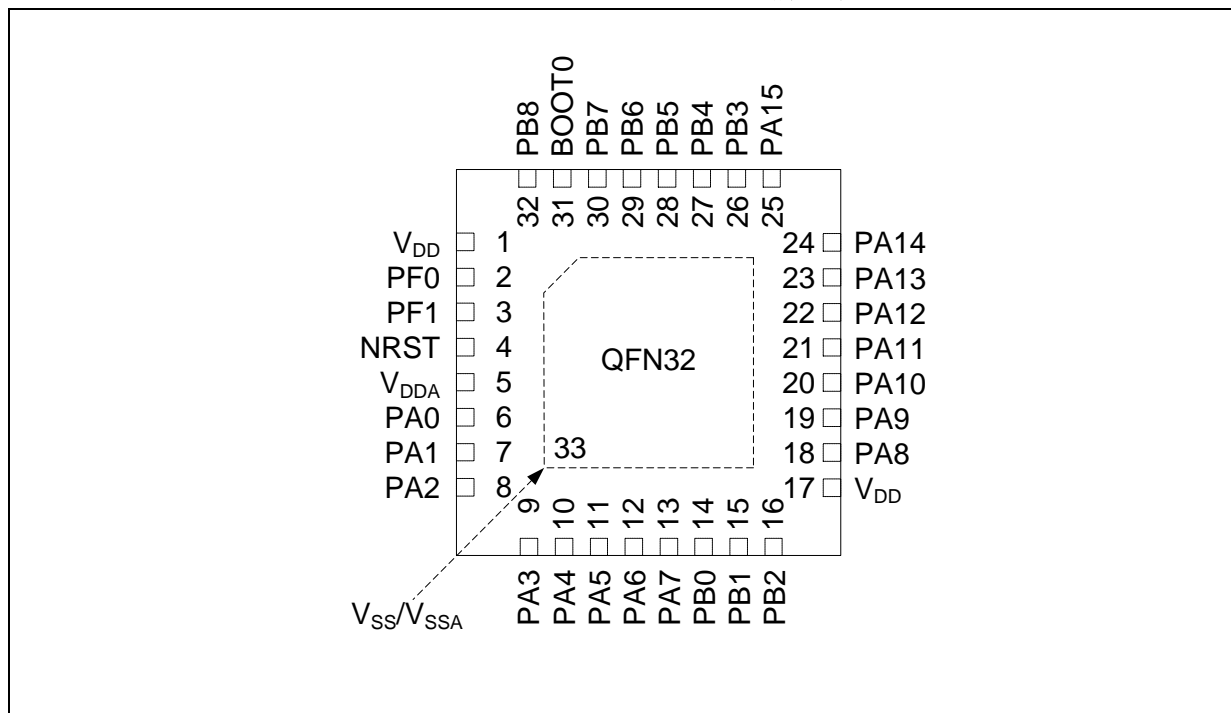 PB8
BOOT0
PB7
PB6
PB5
PB4
PB3
PA15
32
31
30
29
28
27
26
25
VDD 1
PF0 2
PF1 3
NRST 4
VDDA 5
PA0 6
PA1 7
PA2 8
QFN32
33
24 PA14
23 PA13
22 PA12
21 PA11
20 PA10
19 PA9
18 PA8
17 VDD
9
10
11
12
13
14
15
16
PA3
PA4
PA5
PA6
PA7
PB0
PB1
PB2
VSS/VSSA